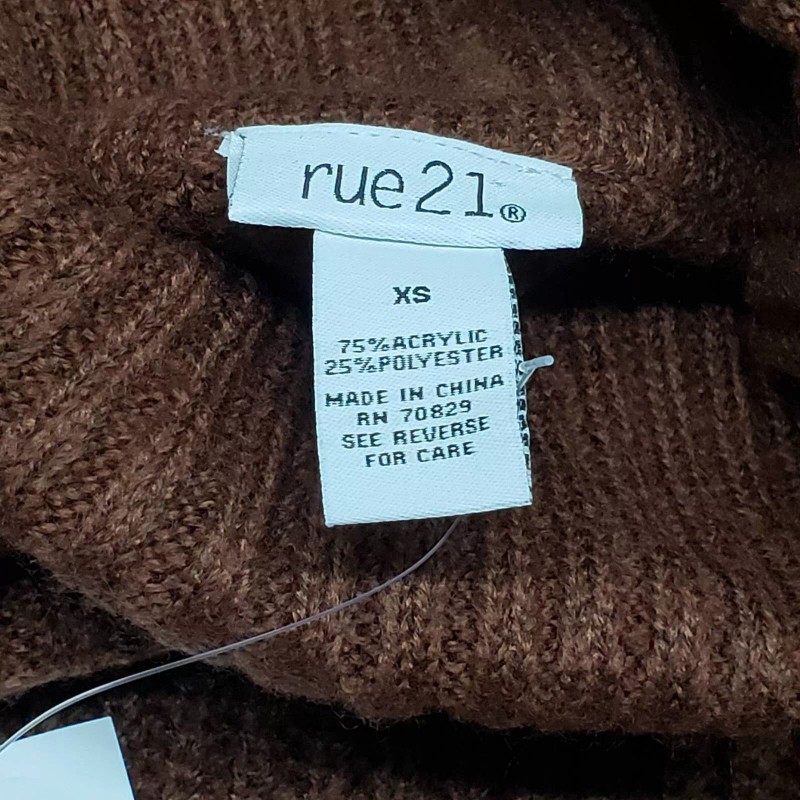 rue21®
XS
75%ACRYLIC
25%POLYESTER
MADE IN CHINA
RN 70829
SEE REVERSE
FOR CARE